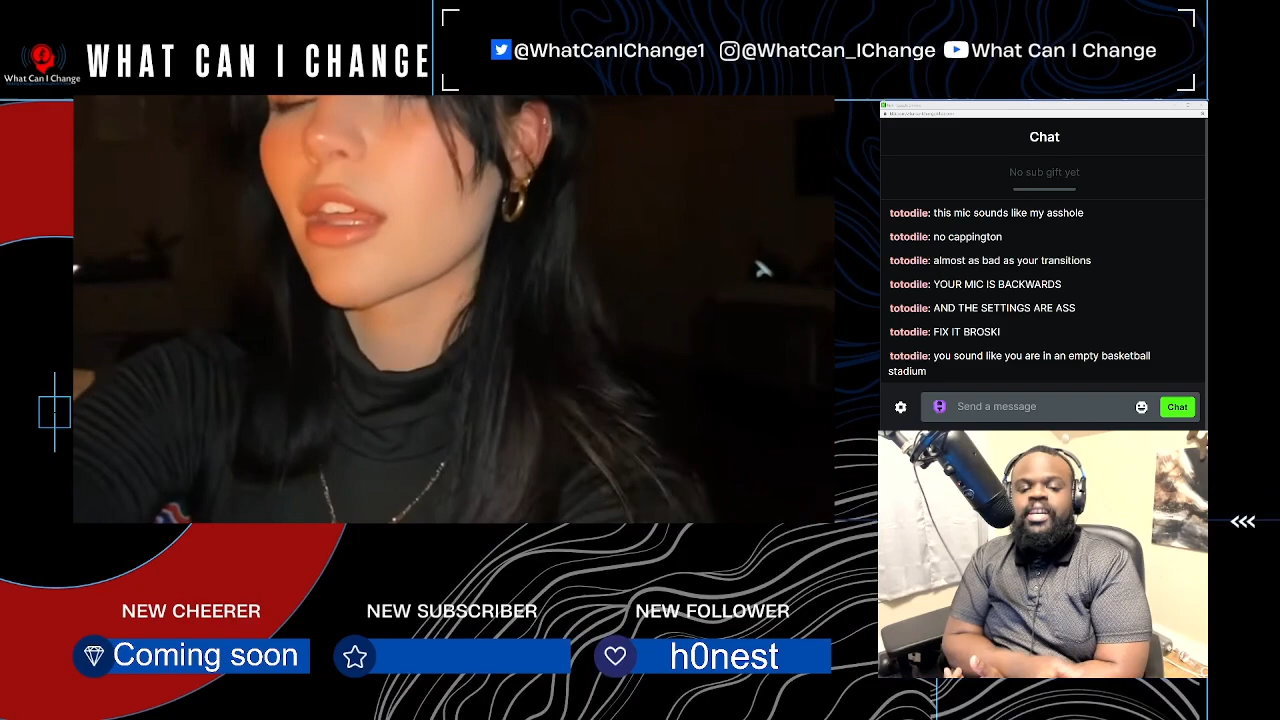 What Can I Change
WHAT CAN I CHANGE
@WhatCanIChange1 @WhatCan_IChange What Can I Change
Chat
No sub gift yet
totodile: this mic sounds like my asshole
totodile: no cappington
totodile: almost as bad as your transitions
totodile: YOUR MIC IS BACKWARDS
totodile: AND THE SETTINGS ARE ASS
totodile: FIX IT BROSKI
totodile: you sound like you are in an empty basketball
stadium
Send a message
Chat
NEW CHEERER
Coming soon
NEW SUBSCRIBER
NEW FOLLOWER
h0nest